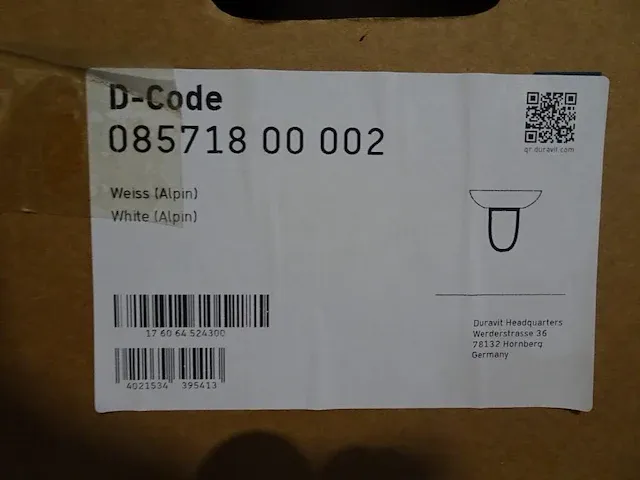 D-Code
085718 00 002
qr.duravit.com
Weiss (Alpin)
White (Alpin)
17 60 64 524300
4021534 395413
Duravit Headquarters
Werderstrasse 36
78132 Hornberg
Germany